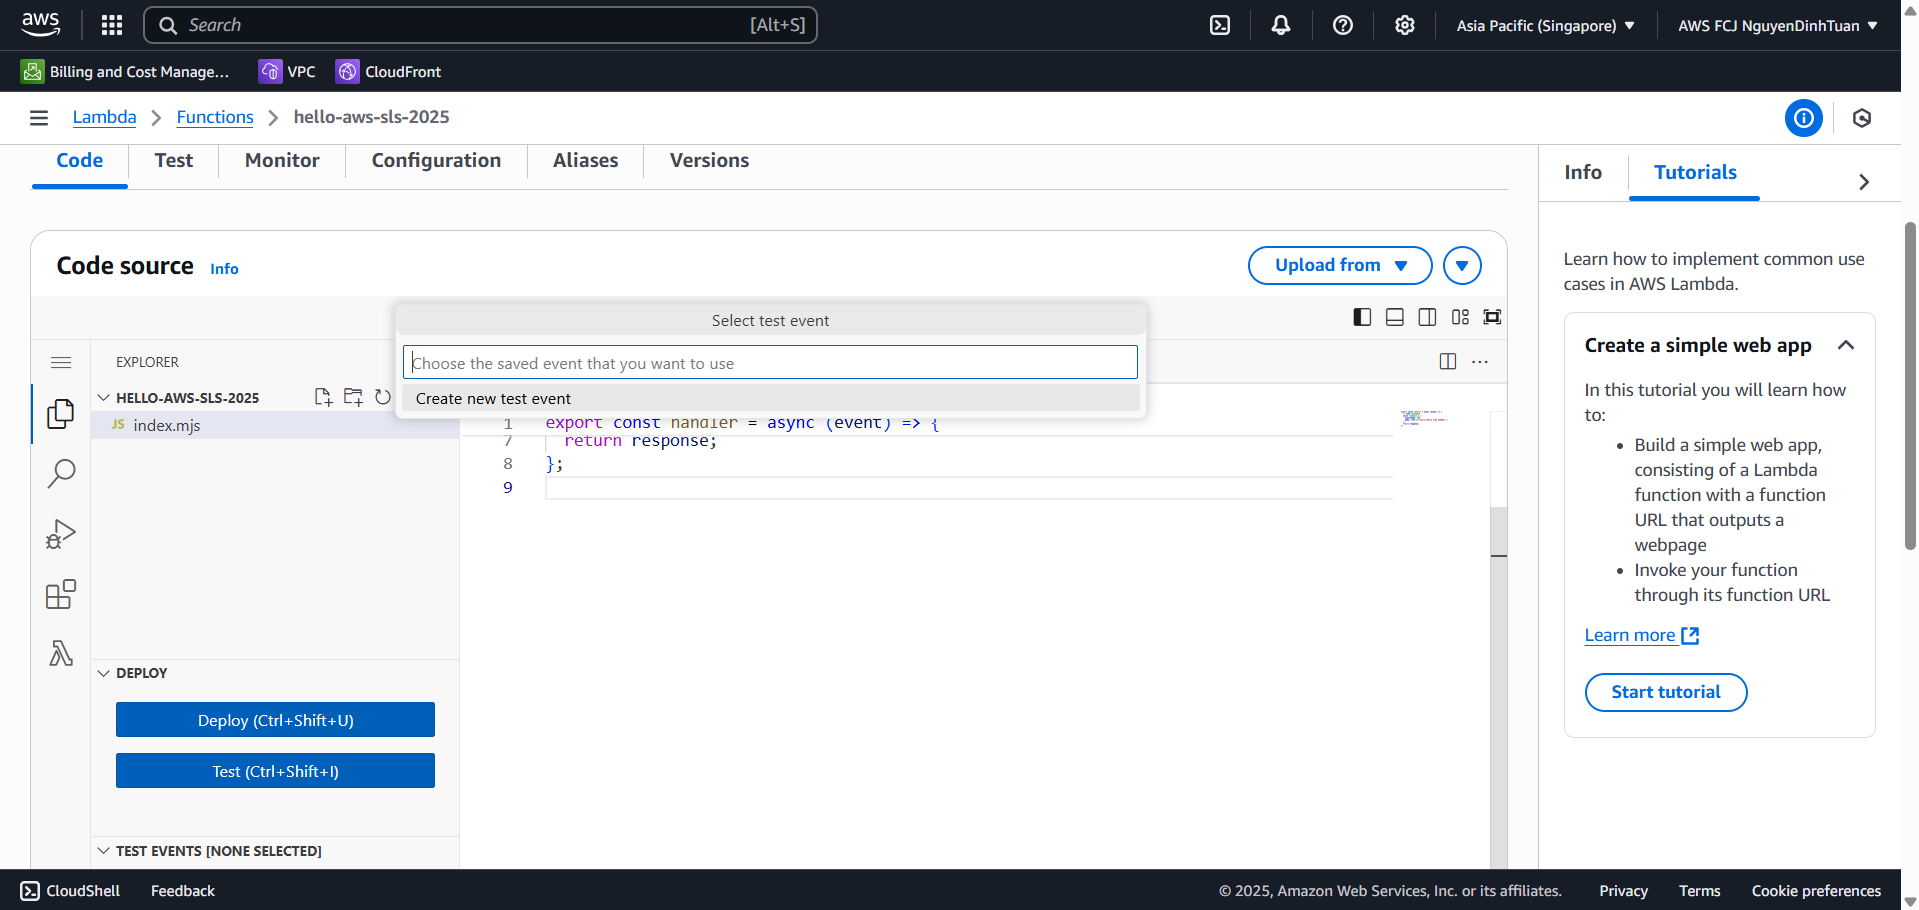 aws
Search [Alt+S]
Asia Pacific (Singapore)
AWS FCJ NguyenDinhTuan
Billing and Cost Manage...
VPC
CloudFront
Lambda
Functions
hello-aws-sls-2025
Code
Test
Monitor
Configuration
Aliases
Versions
Info
Tutorials
Code source
Info
Upload from
Select test event
Choose the saved event that you want to use
Create new test event
EXPLORER
HELLO-AWS-SLS-2025
JS index.mjs
1 export const handler = async (event) => {
7 return response;
8 };
9
DEPLOY
Deploy (Ctrl+Shift+U)
Test (Ctrl+Shift+I)
TEST EVENTS [NONE SELECTED]
Learn how to implement common use
cases in AWS Lambda.
Create a simple web app
In this tutorial you will learn how
to:
• Build a simple web app,
consisting of a Lambda
function with a function
URL that outputs a
webpage
• Invoke your function
through its function URL
Learn more
Start tutorial
CloudShell
Feedback
© 2025, Amazon Web Services, Inc. or its affiliates.
Privacy
Terms
Cookie preferences